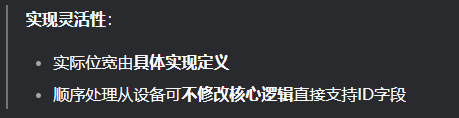 实现灵活性：
实际位宽由具体实现定义
顺序处理从设备可不修改核心逻辑直接支持ID字段